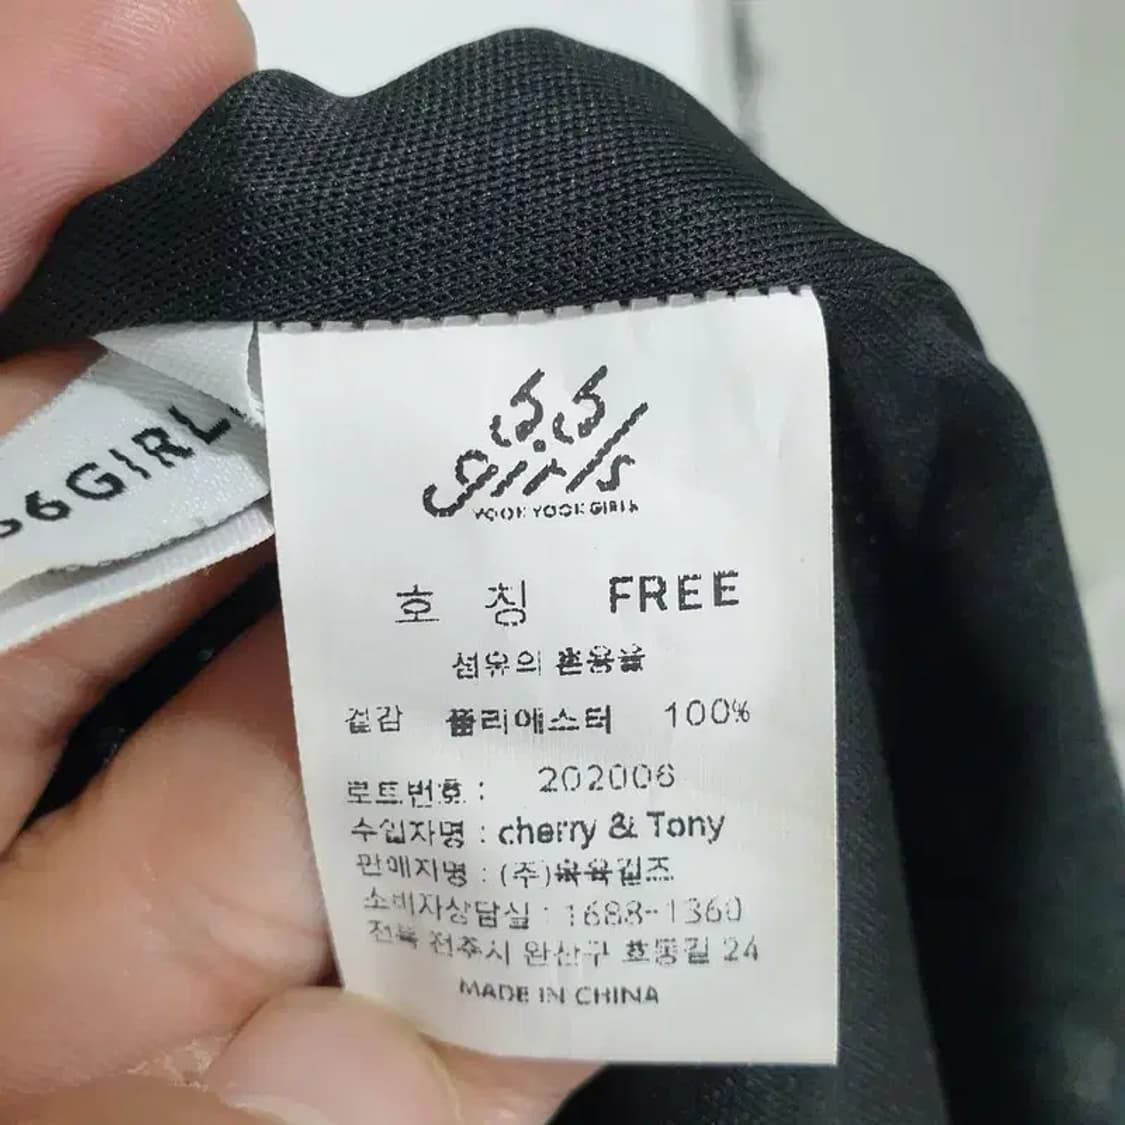 66GIRL
66girls
YOOK YOOK GIRLS
호 칭 FREE
섬유의 혼용율
겉감 폴리에스터 100%
로트번호 : 202006
수입자명 : cherry & Tony
판매자명 : (주)육육걸즈
소비자상담실 : 1688-1360
전북 전주시 완산구 효동길 24
MADE IN CHINA